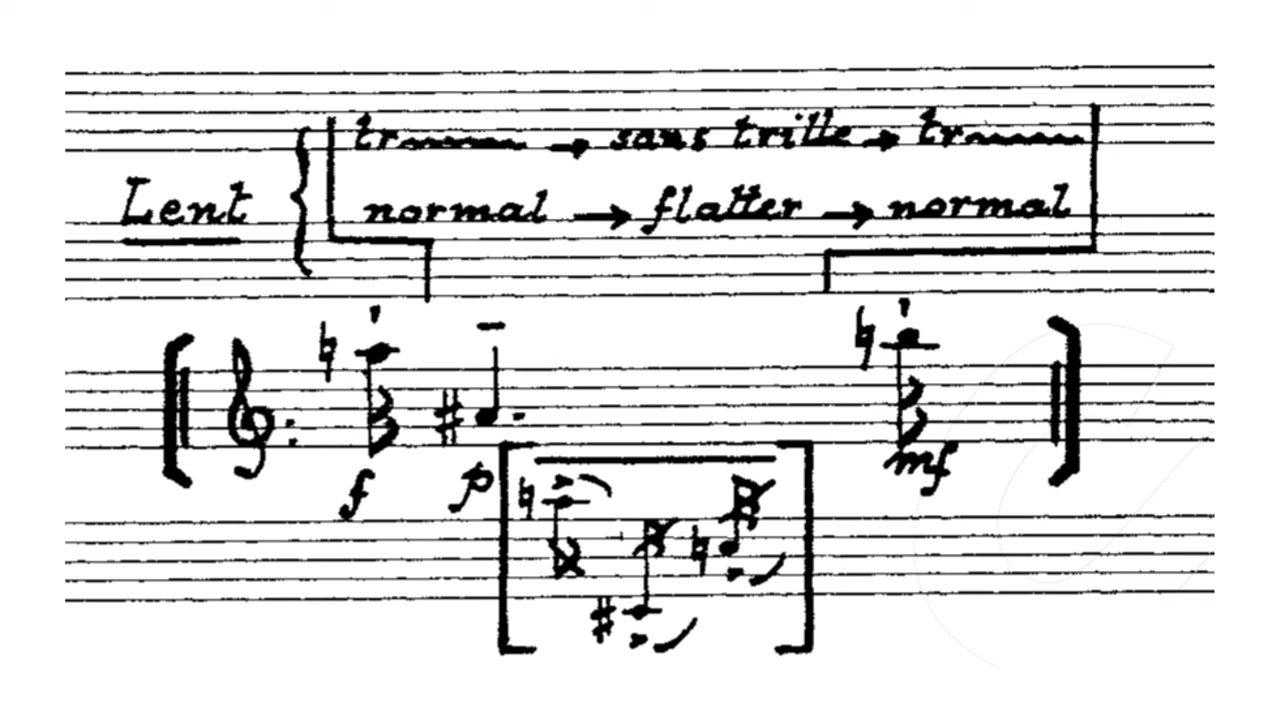 tr → sans trille → tr
Lent { normal → flatter → normal
f p mf